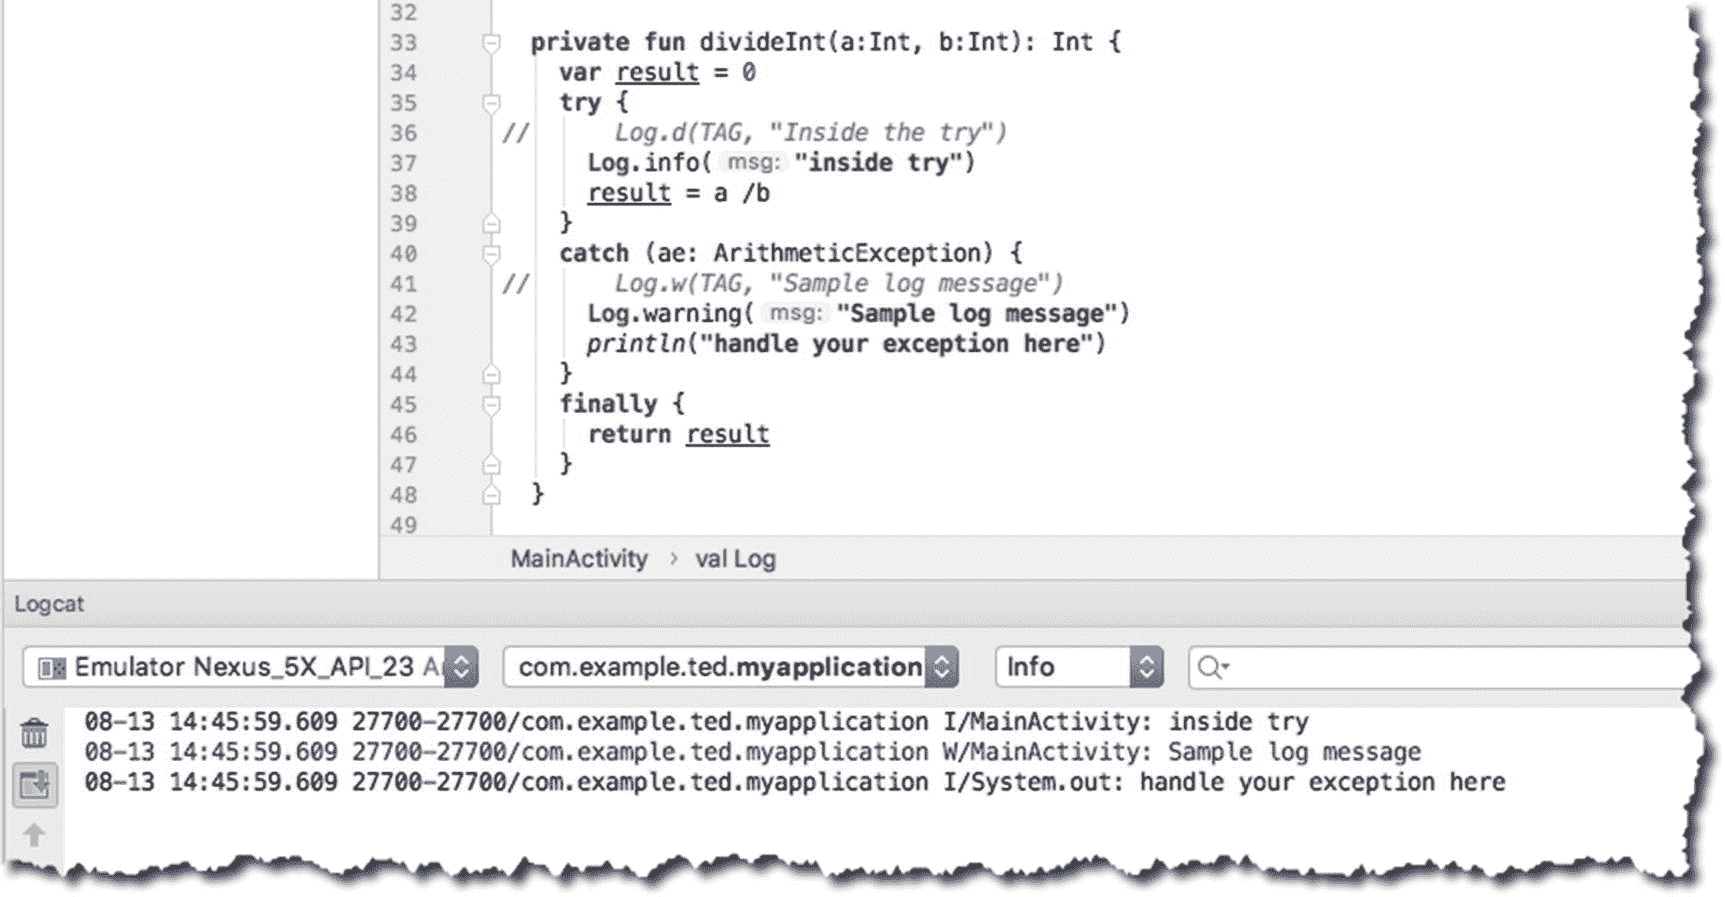 32
33 private fun divideInt(a:Int, b:Int): Int {
34 var result = 0
35 try {
36 // Log.d(TAG, "Inside the try")
37 Log.info( msg: "inside try")
38 result = a /b
39 }
40 catch (ae: ArithmeticException) {
41 // Log.w(TAG, "Sample log message")
42 Log.warning( msg: "Sample log message")
43 println("handle your exception here")
44 }
45 finally {
46 return result
47 }
48 }
49
MainActivity › val Log
Logcat
Emulator Nexus_5X_API_23 com.example.ted.myapplication Info
08-13 14:45:59.609 27700-27700/com.example.ted.myapplication I/MainActivity: inside try
08-13 14:45:59.609 27700-27700/com.example.ted.myapplication W/MainActivity: Sample log message
08-13 14:45:59.609 27700-27700/com.example.ted.myapplication I/System.out: handle your exception here